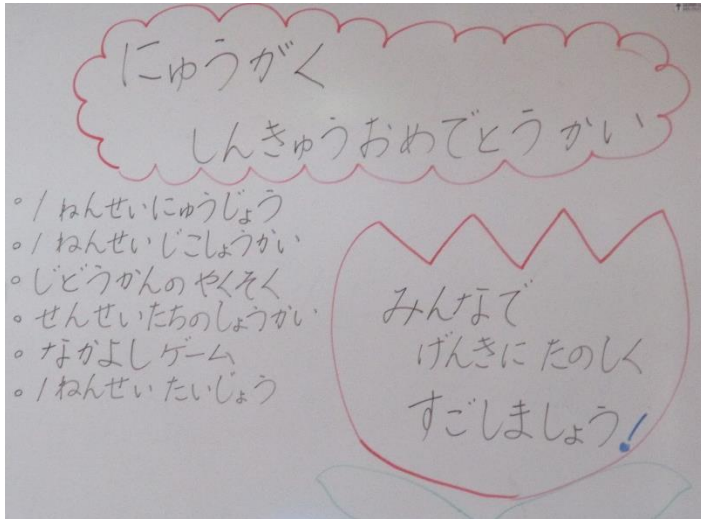 にゅうがく
しんきゅうおめでとうかい
。1ねんせいにゅうじょう
。1ねんせいじこしょうかい
。じどうかんのやくそく
。せんせいたちのしょうかい
。なかよしゲーム
。1ねんせいたいじょう
みんなで
げんきにたのしく
すごしましょう!